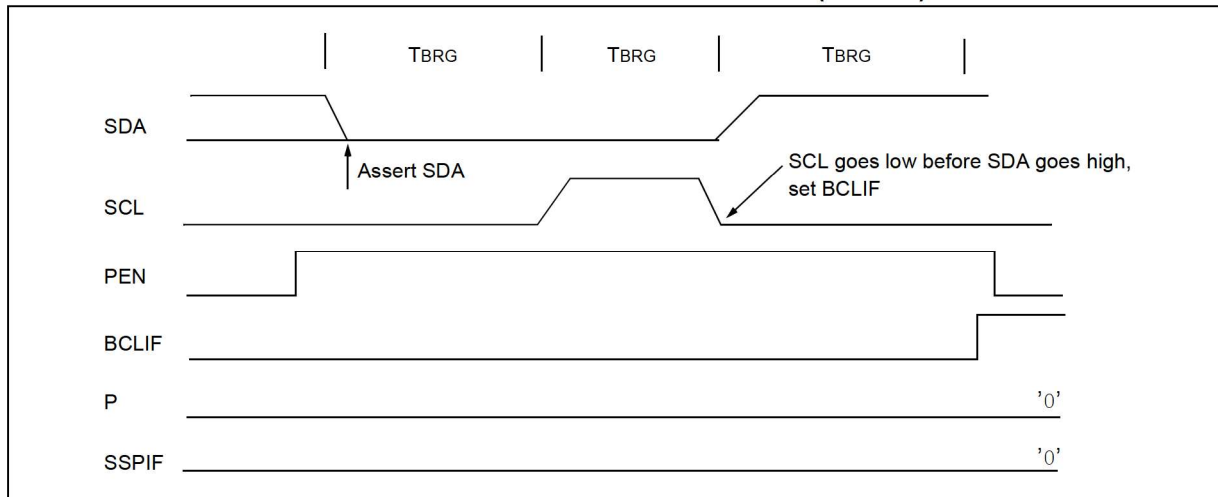 TBRG TBRG TBRG
SDA
Assert SDA
SCL goes low before SDA goes high,
set BCLIF
SCL
PEN
BCLIF
P '0'
SSPIF '0'